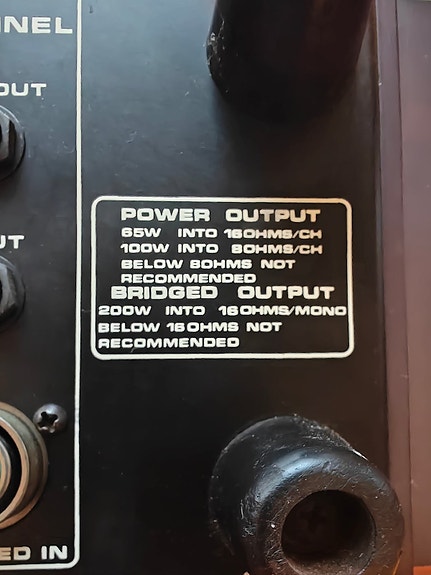 NNEL
OUT
UT
POWER OUTPUT
65W INTO 16OHMS/CH
100W INTO 8OHMS/CH
BELOW 8OHMS NOT
RECOMMENDED
BRIDGED OUTPUT
200W INTO 16OHMS/MONO
BELOW 16OHMS NOT
RECOMMENDED
ED IN